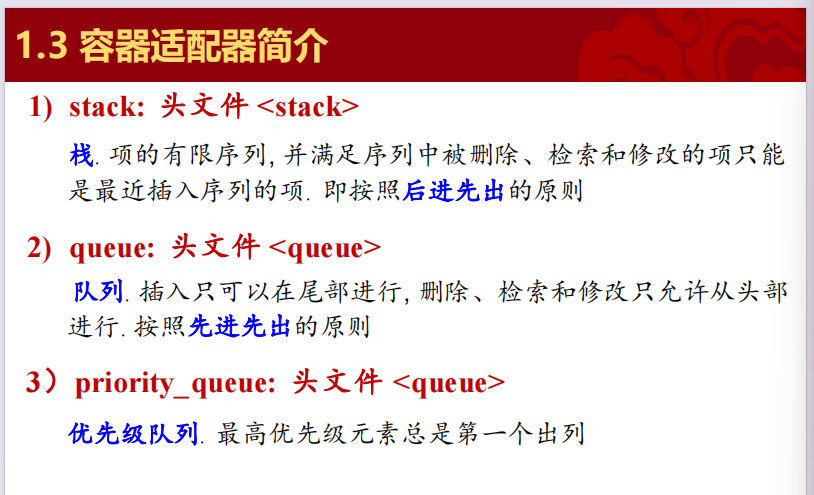 1.3 容器适配器简介
1) stack: 头文件 <stack>
栈. 项的有限序列, 并满足序列中被删除、检索和修改的项只能
是最近插入序列的项. 即按照后进先出的原则
2) queue: 头文件 <queue>
队列. 插入只可以在尾部进行, 删除、检索和修改只允许从头部
进行. 按照先进先出的原则
3）priority_queue: 头文件 <queue>
优先级队列. 最高优先级元素总是第一个出列